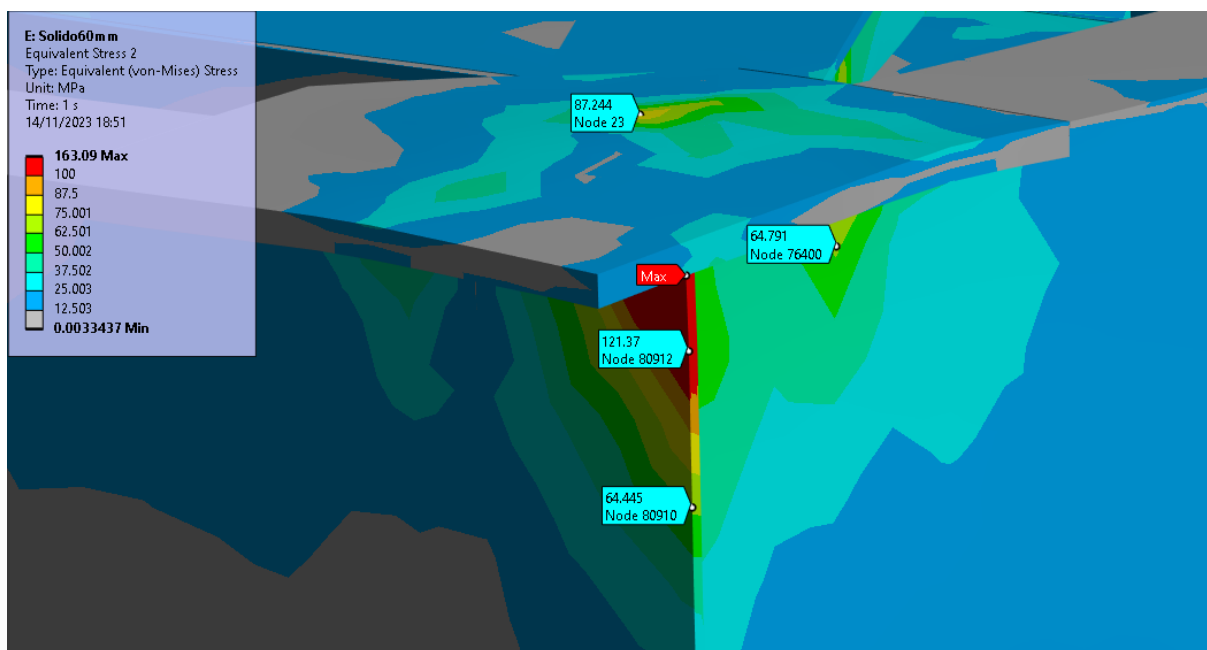 E: Solido60mm
Equivalent Stress 2
Type: Equivalent (von-Mises) Stress
Unit: MPa
Time: 1 s
14/11/2023 18:51
163.09 Max
100
87.5
75.001
62.501
50.002
37.502
25.003
12.503
0.0033437 Min
87.244
Node 23
64.791
Node 76400
Max
121.37
Node 80912
64.445
Node 80910